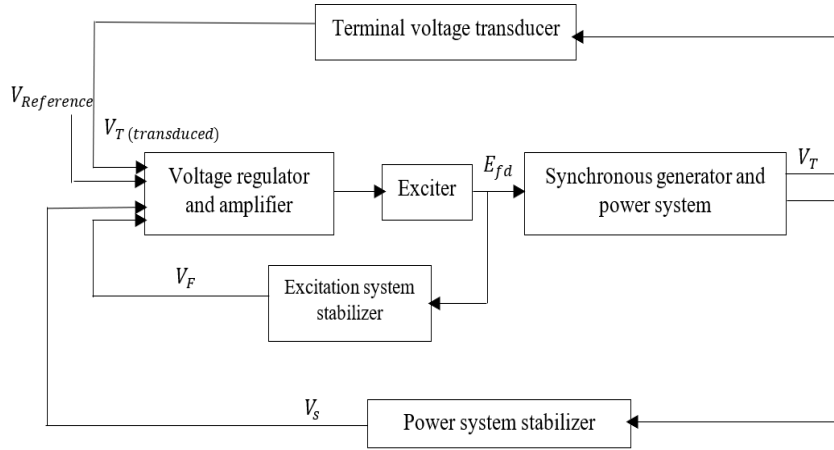 Terminal voltage transducer
V_Reference
V_T (transduced)
Voltage regulator
and amplifier
Exciter
E_fd
Synchronous generator and
power system
V_T
V_F
Excitation system
stabilizer
V_s
Power system stabilizer